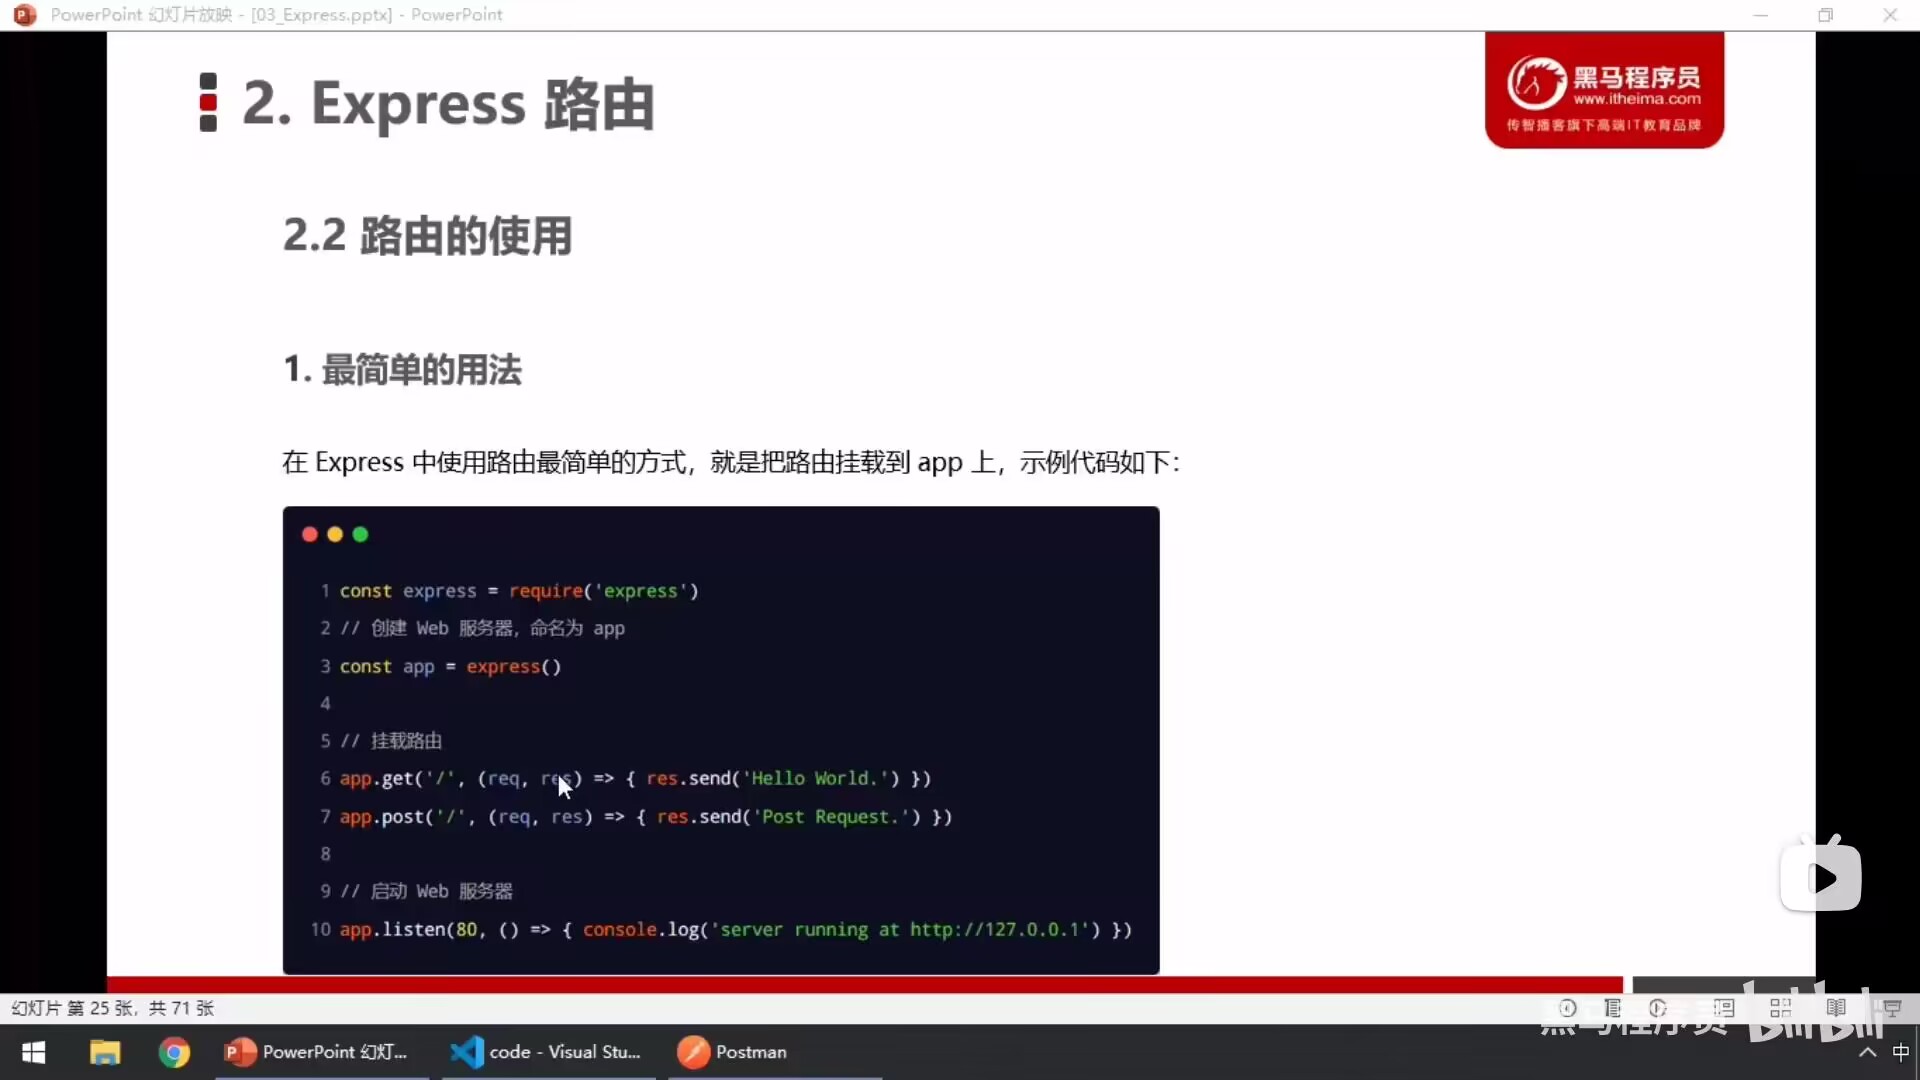 PowerPoint 幻灯片放映 - [03_Express.pptx] - PowerPoint
2. Express 路由
黑马程序员
www.itheima.com
传智播客旗下高端IT教育品牌
2.2 路由的使用
1. 最简单的用法
在 Express 中使用路由最简单的方式，就是把路由挂载到 app 上，示例代码如下：
1 const express = require('express')
2 // 创建 Web 服务器，命名为 app
3 const app = express()
4
5 // 挂载路由
6 app.get('/', (req, res) => { res.send('Hello World.') })
7 app.post('/', (req, res) => { res.send('Post Request.') })
8
9 // 启动 Web 服务器
10 app.listen(80, () => { console.log('server running at http://127.0.0.1') })
幻灯片 第 25 张，共 71 张
黑马程序员 bilibili
PowerPoint 幻灯...
code - Visual Stu...
Postman
中